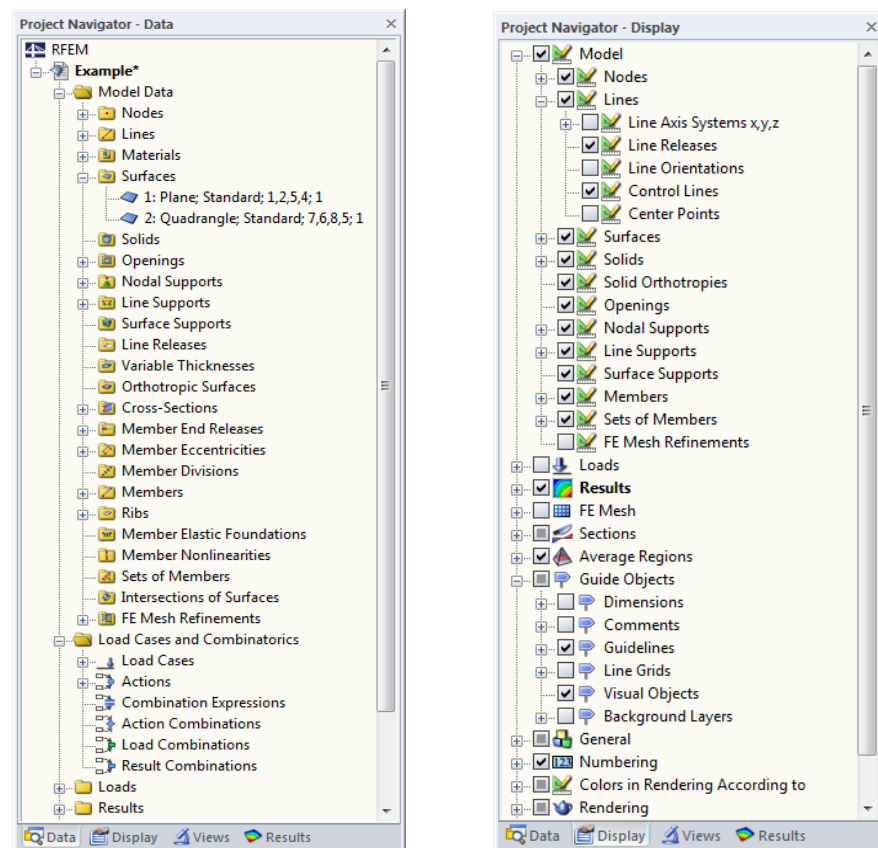 Project Navigator - Data
RFEM
Example*
Model Data
Nodes
Lines
Materials
Surfaces
1: Plane; Standard; 1,2,5,4; 1
2: Quadrangle; Standard; 7,6,8,5; 1
Solids
Openings
Nodal Supports
Line Supports
Surface Supports
Line Releases
Variable Thicknesses
Orthotropic Surfaces
Cross-Sections
Member End Releases
Member Eccentricities
Member Divisions
Members
Ribs
Member Elastic Foundations
Member Nonlinearities
Sets of Members
Intersections of Surfaces
FE Mesh Refinements
Load Cases and Combinatorics
Load Cases
Actions
Combination Expressions
Action Combinations
Load Combinations
Result Combinations
Loads
Results
Data Display Views Results
Project Navigator - Display
Model
Nodes
Lines
Line Axis Systems x,y,z
Line Releases
Line Orientations
Control Lines
Center Points
Surfaces
Solids
Solid Orthotropies
Openings
Nodal Supports
Line Supports
Surface Supports
Members
Sets of Members
FE Mesh Refinements
Loads
Results
FE Mesh
Sections
Average Regions
Guide Objects
Dimensions
Comments
Guidelines
Line Grids
Visual Objects
Background Layers
General
123 Numbering
Colors in Rendering According to
Rendering
Data Display Views Results